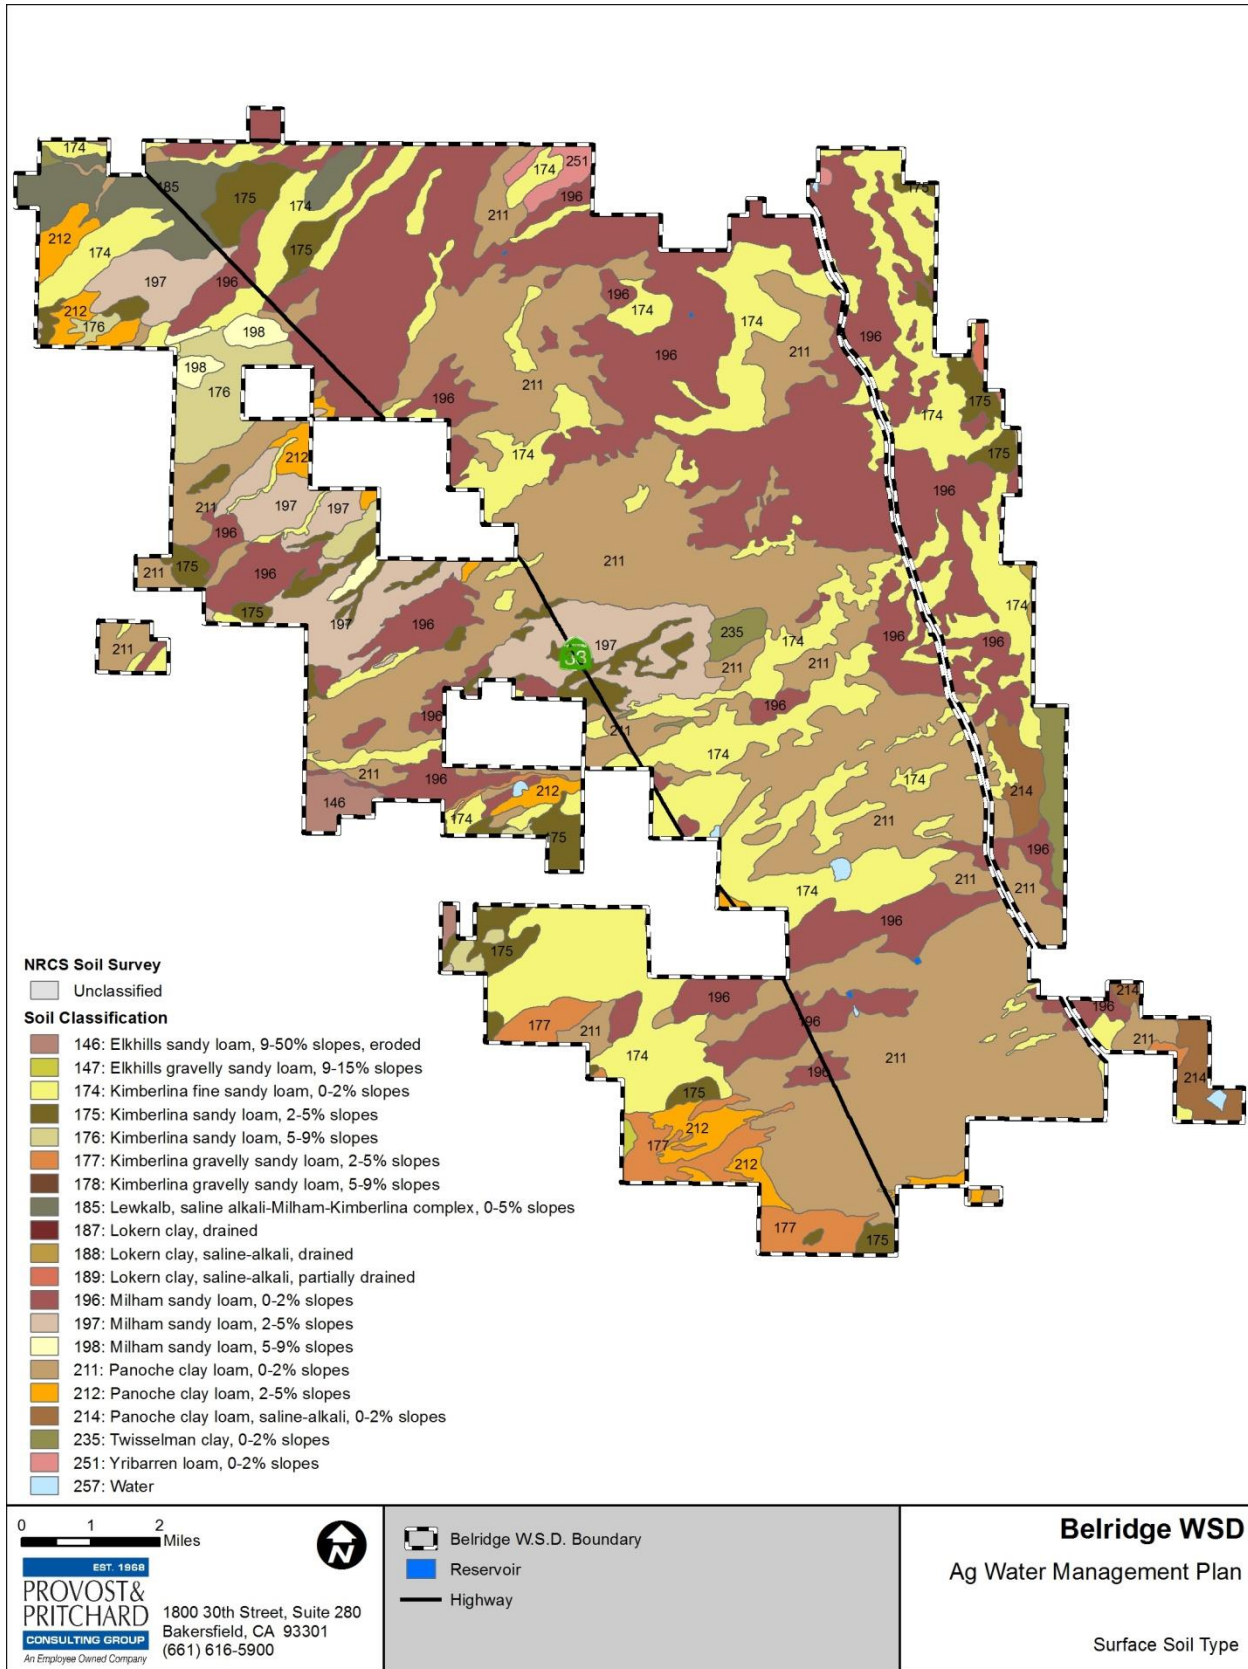 174
251
174
196
185
175
175
174
211
212
174
175
197
196
196
212
176
198
174
174
211
196
198
196
176
211
174
175
196
174
175
212
211
197
197
196
196
211
211
175
196
175
174
197
196
235
174
196
196
211
197
33
211
211
196
196
211
174
211
196
174
146
212
214
174
175
211
196
174
211
211
196
175
214
196
196
177
211
196
211
211
174
196
214
175
212
177
212
177
175
NRCS Soil Survey
Unclassified
Soil Classification
146: Elkhills sandy loam, 9-50% slopes, eroded
147: Elkhills gravelly sandy loam, 9-15% slopes
174: Kimberlina fine sandy loam, 0-2% slopes
175: Kimberlina sandy loam, 2-5% slopes
176: Kimberlina sandy loam, 5-9% slopes
177: Kimberlina gravelly sandy loam, 2-5% slopes
178: Kimberlina gravelly sandy loam, 5-9% slopes
185: Lewkalb, saline alkali-Milham-Kimberlina complex, 0-5% slopes
187: Lokern clay, drained
188: Lokern clay, saline-alkali, drained
189: Lokern clay, saline-alkali, partially drained
196: Milham sandy loam, 0-2% slopes
197: Milham sandy loam, 2-5% slopes
198: Milham sandy loam, 5-9% slopes
211: Panoche clay loam, 0-2% slopes
212: Panoche clay loam, 2-5% slopes
214: Panoche clay loam, saline-alkali, 0-2% slopes
235: Twisselman clay, 0-2% slopes
251: Yribarren loam, 0-2% slopes
257: Water
0 1 2
Miles
N
EST. 1968
PROVOST&
PRITCHARD
CONSULTING GROUP
An Employee Owned Company
1800 30th Street, Suite 280
Bakersfield, CA 93301
(661) 616-5900
Belridge W.S.D. Boundary
Reservoir
Highway
Belridge WSD
Ag Water Management Plan
Surface Soil Type